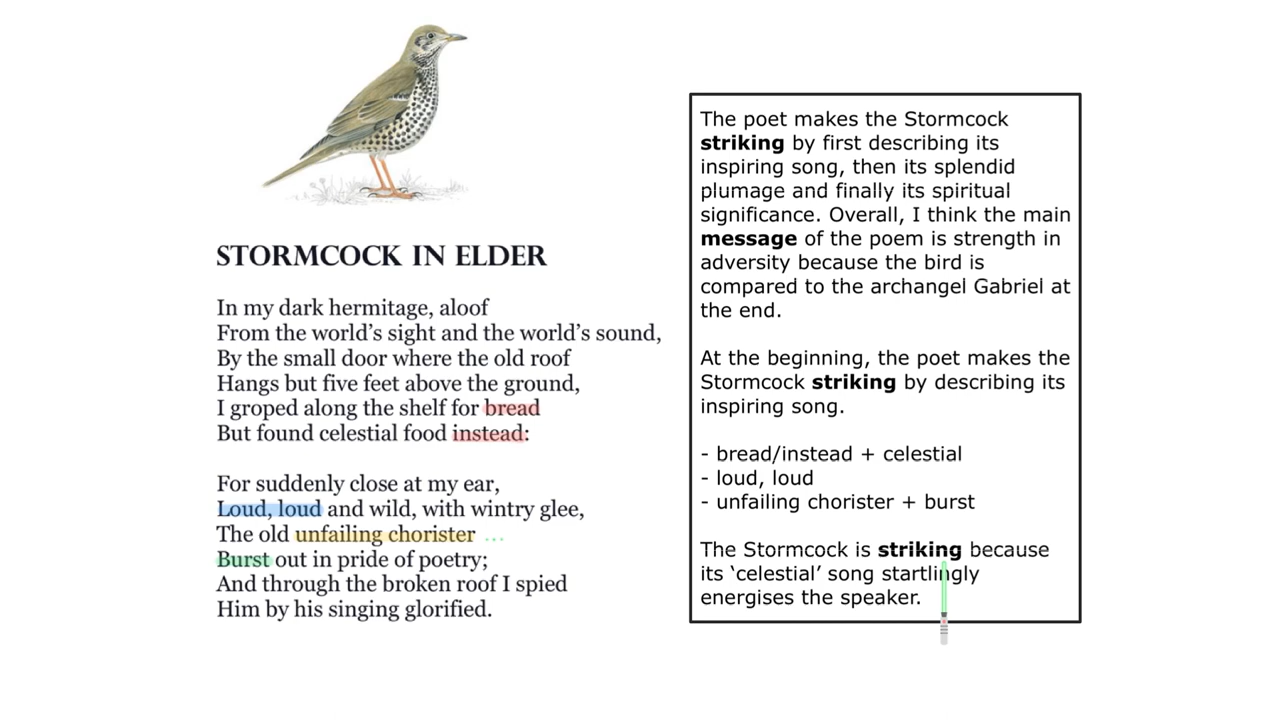 STORMCOCK IN ELDER
In my dark hermitage, aloof
From the world's sight and the world's sound,
By the small door where the old roof
Hangs but five feet above the ground,
I groped along the shelf for bread
But found celestial food instead:
For suddenly close at my ear,
Loud, loud and wild, with wintry glee,
The old unfailing chorister ...
Burst out in pride of poetry;
And through the broken roof I spied
Him by his singing glorified.
The poet makes the Stormcock
striking by first describing its
inspiring song, then its splendid
plumage and finally its spiritual
significance. Overall, I think the main
message of the poem is strength in
adversity because the bird is
compared to the archangel Gabriel at
the end.
At the beginning, the poet makes the
Stormcock striking by describing its
inspiring song.
- bread/instead + celestial
- loud, loud
- unfailing chorister + burst
The Stormcock is striking because
its ‘celestial’ song startlingly
energises the speaker.